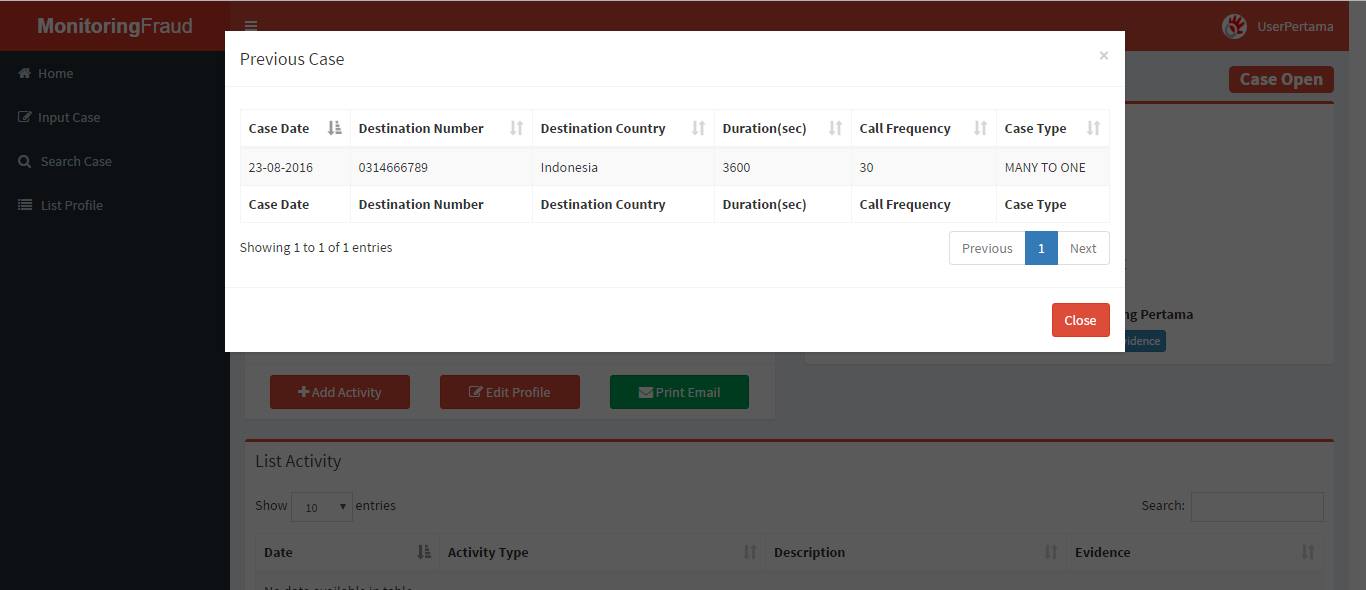 MonitoringFraud
UserPertama
Home
Input Case
Search Case
List Profile
Case Open
Previous Case
×
Case Date Destination Number Destination Country Duration(sec) Call Frequency Case Type
23-08-2016 0314666789 Indonesia 3600 30 MANY TO ONE
Case Date Destination Number Destination Country Duration(sec) Call Frequency Case Type
Showing 1 to 1 of 1 entries
Previous 1 Next
Close
Pertama
Add Activity Edit Profile Print Email
List Activity
Show 10 entries
Search:
Date Activity Type Description Evidence
No data available in table